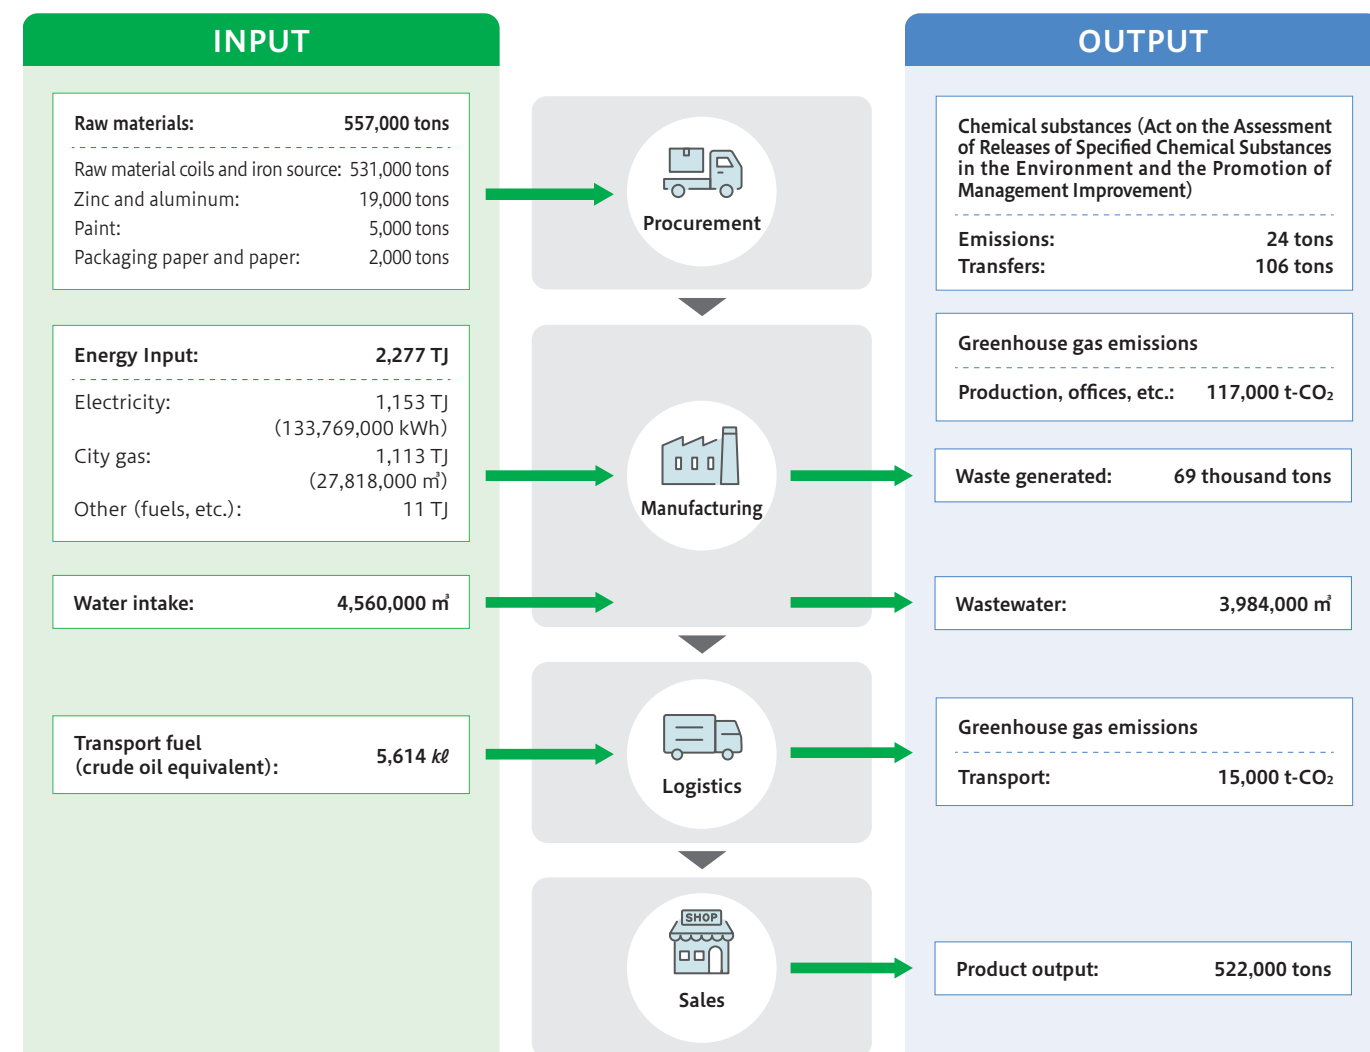 INPUT
Raw materials: 557,000 tons
Raw material coils and iron source: 531,000 tons
Zinc and aluminum: 19,000 tons
Paint: 5,000 tons
Packaging paper and paper: 2,000 tons
Energy Input: 2,277 TJ
Electricity: 1,153 TJ
(133,769,000 kWh)
City gas: 1,113 TJ
(27,818,000 ㎥)
Other (fuels, etc.): 11 TJ
Water intake: 4,560,000 ㎥
Transport fuel
(crude oil equivalent): 5,614 kℓ
Procurement
Manufacturing
Logistics
SHOP
Sales
OUTPUT
Chemical substances (Act on the Assessment
of Releases of Specified Chemical Substances
in the Environment and the Promotion of
Management Improvement)
Emissions: 24 tons
Transfers: 106 tons
Greenhouse gas emissions
Production, offices, etc.: 117,000 t-CO₂
Waste generated: 69 thousand tons
Wastewater: 3,984,000 ㎥
Greenhouse gas emissions
Transport: 15,000 t-CO₂
Product output: 522,000 tons